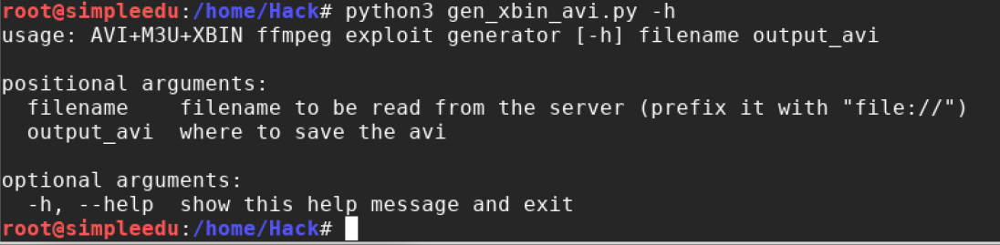 root@simpleedu:/home/Hack# python3 gen_xbin_avi.py -h
usage: AVI+M3U+XBIN ffmpeg exploit generator [-h] filename output_avi
positional arguments:
  filename    filename to be read from the server (prefix it with "file://")
  output_avi  where to save the avi
optional arguments:
  -h, --help  show this help message and exit
root@simpleedu:/home/Hack#